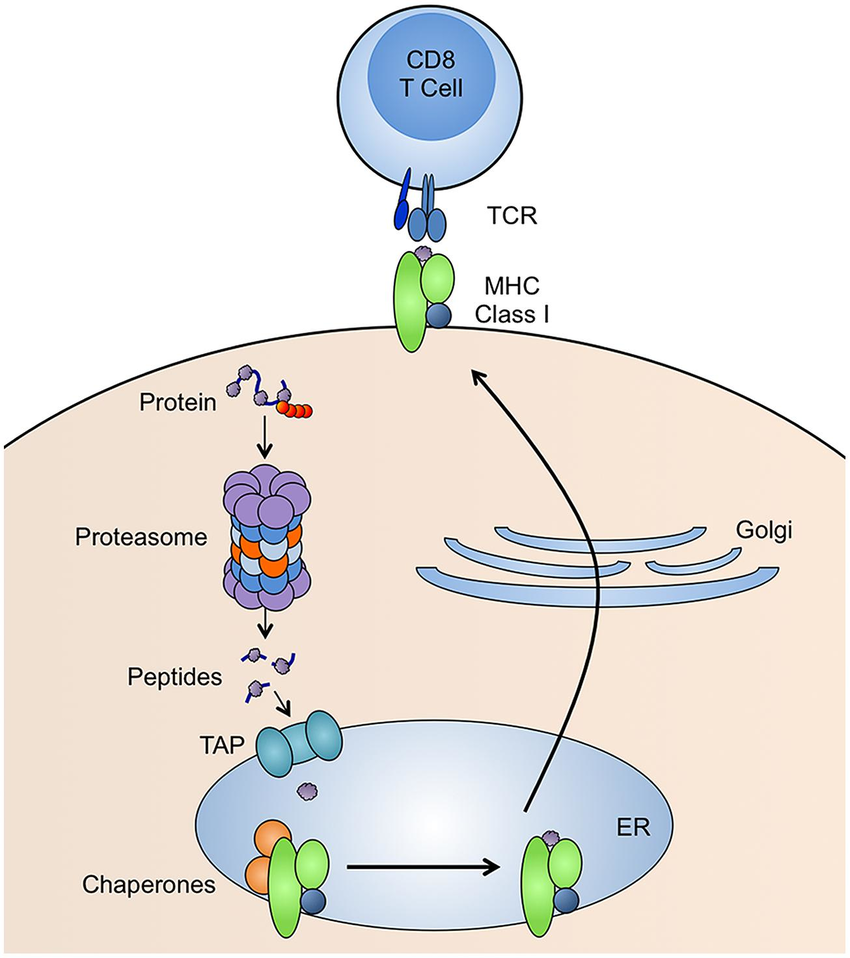 CD8
T Cell
TCR
MHC
Class I
Protein
Proteasome
Golgi
Peptides
TAP
ER
Chaperones